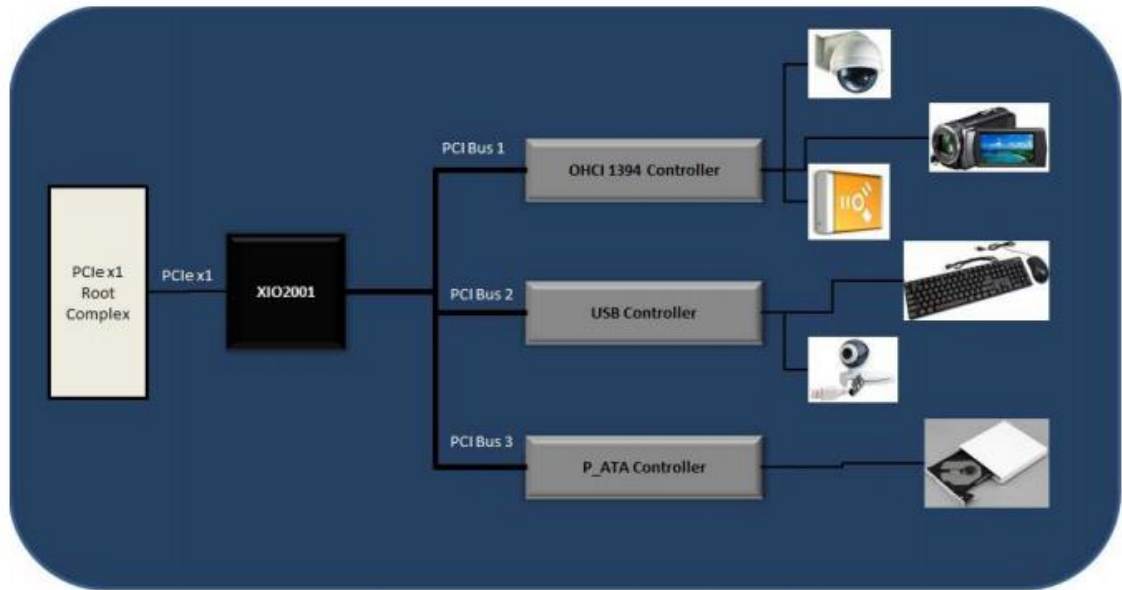 PCIe x1
Root
Complex
PCIe x1
XIO2001
PCI Bus 1
OHCI 1394 Controller
PCI Bus 2
USB Controller
PCI Bus 3
P_ATA Controller